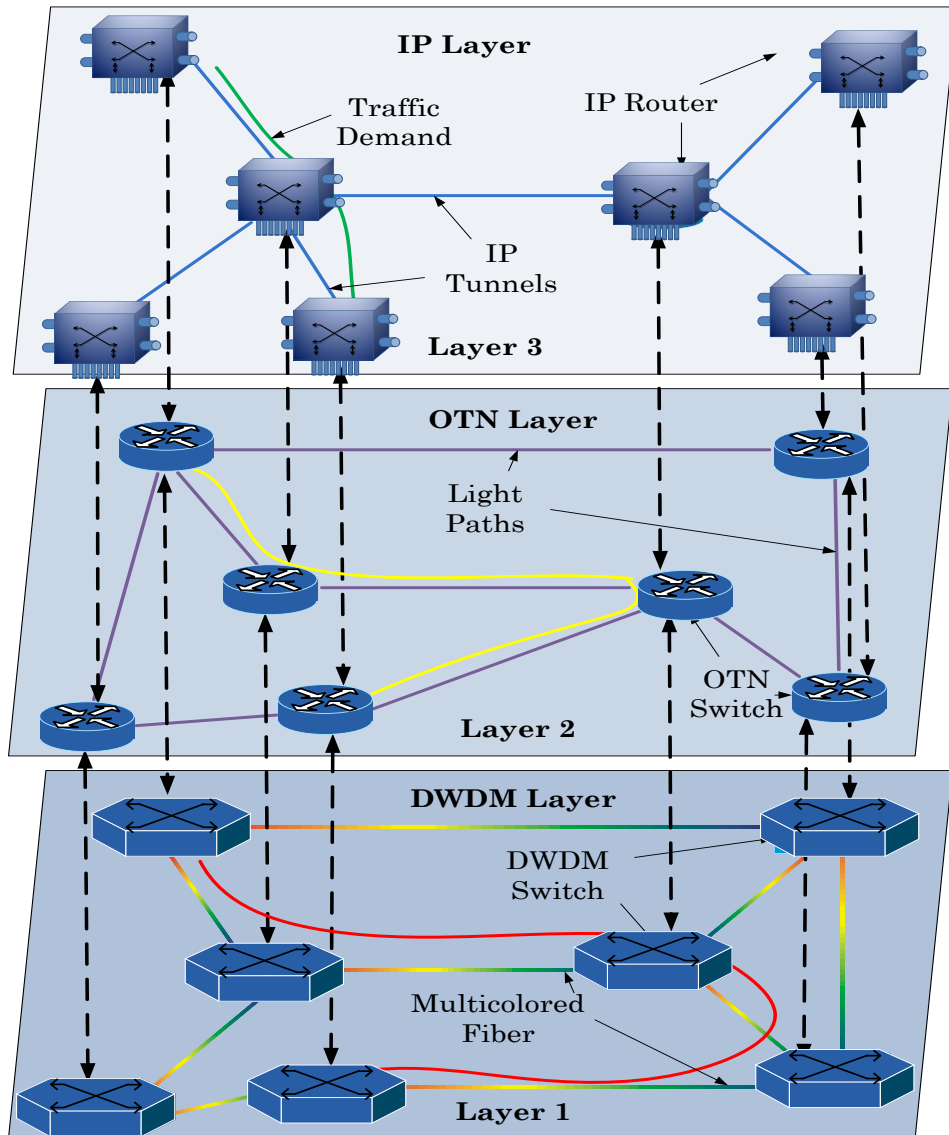 IP Layer
Traffic
Demand
IP Router
IP
Tunnels
Layer 3
OTN Layer
Light
Paths
OTN
Switch
Layer 2
DWDM Layer
DWDM
Switch
Multicolored
Fiber
Layer 1